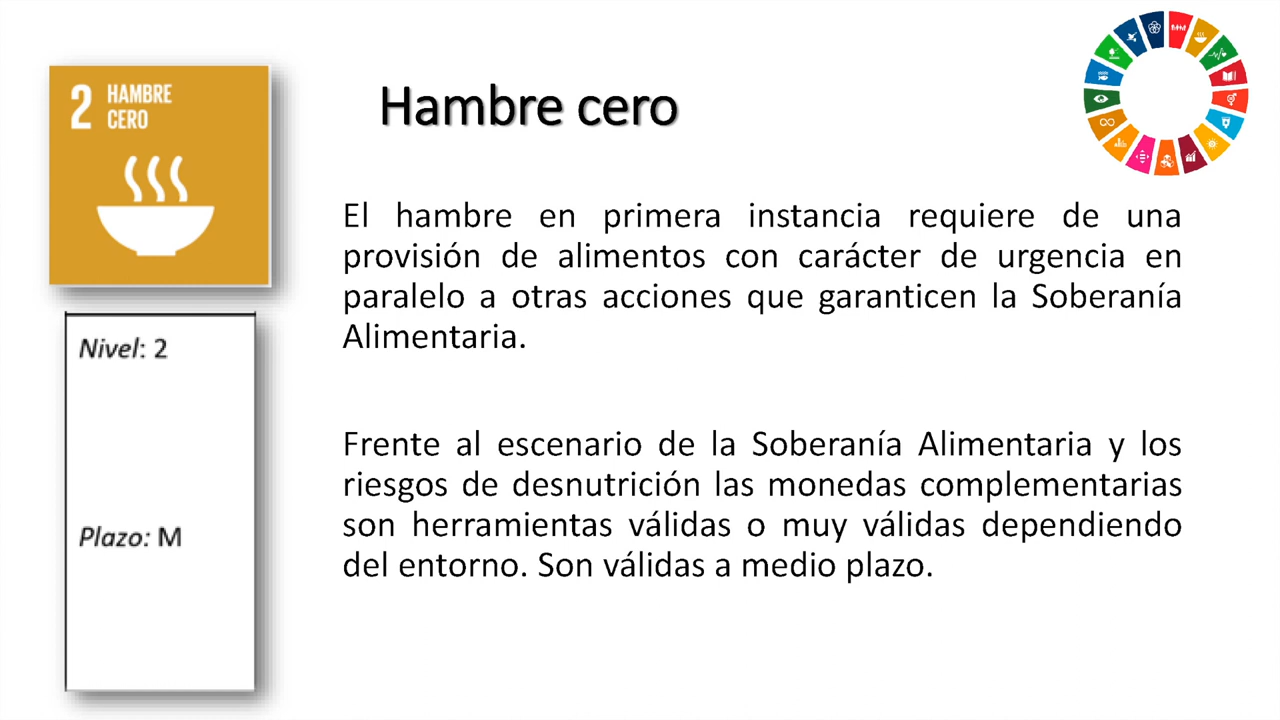 2 HAMBRE
CERO
Hambre cero
El hambre en primera instancia requiere de una
provisión de alimentos con carácter de urgencia en
paralelo a otras acciones que garanticen la Soberanía
Alimentaria.
Nivel: 2
Frente al escenario de la Soberanía Alimentaria y los
riesgos de desnutrición las monedas complementarias
son herramientas válidas o muy válidas dependiendo
del entorno. Son válidas a medio plazo.
Plazo: M